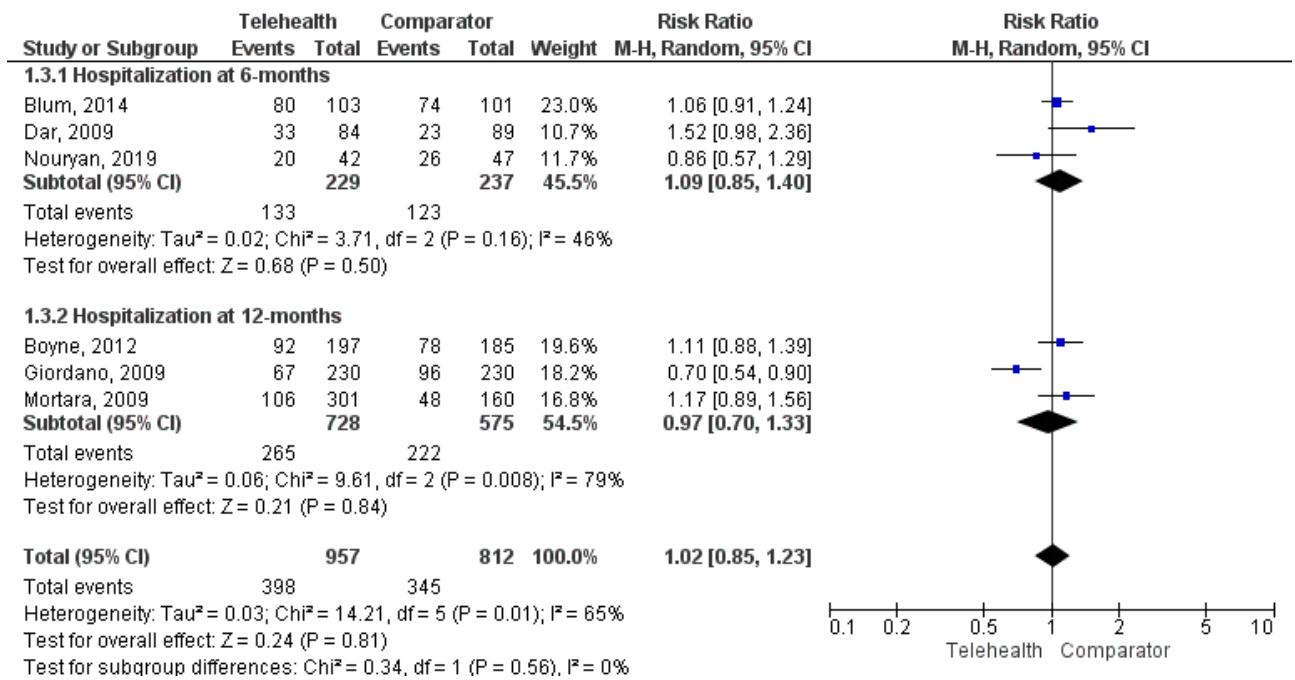 Telehealth Comparator Risk Ratio Risk Ratio
Study or Subgroup Events Total Events Total Weight M-H, Random, 95% CI M-H, Random, 95% CI
1.3.1 Hospitalization at 6-months
Blum, 2014 80 103 74 101 23.0% 1.06 [0.91, 1.24]
Dar, 2009 33 84 23 89 10.7% 1.52 [0.98, 2.36]
Nouryan, 2019 20 42 26 47 11.7% 0.86 [0.57, 1.29]
Subtotal (95% CI) 229 237 45.5% 1.09 [0.85, 1.40]
Total events 133 123
Heterogeneity: Tau² = 0.02; Chi² = 3.71, df = 2 (P = 0.16); I² = 46%
Test for overall effect: Z = 0.68 (P = 0.50)
1.3.2 Hospitalization at 12-months
Boyne, 2012 92 197 78 185 19.6% 1.11 [0.88, 1.39]
Giordano, 2009 67 230 96 230 18.2% 0.70 [0.54, 0.90]
Mortara, 2009 106 301 48 160 16.8% 1.17 [0.89, 1.56]
Subtotal (95% CI) 728 575 54.5% 0.97 [0.70, 1.33]
Total events 265 222
Heterogeneity: Tau² = 0.06; Chi² = 9.61, df = 2 (P = 0.008); I² = 79%
Test for overall effect: Z = 0.21 (P = 0.84)
Total (95% CI) 957 812 100.0% 1.02 [0.85, 1.23]
Total events 398 345
Heterogeneity: Tau² = 0.03; Chi² = 14.21, df = 5 (P = 0.01); I² = 65%
Test for overall effect: Z = 0.24 (P = 0.81)
Test for subgroup differences: Chi² = 0.34, df = 1 (P = 0.56), I² = 0%
0.1 0.2 0.5 1 2 5 10
Telehealth Comparator